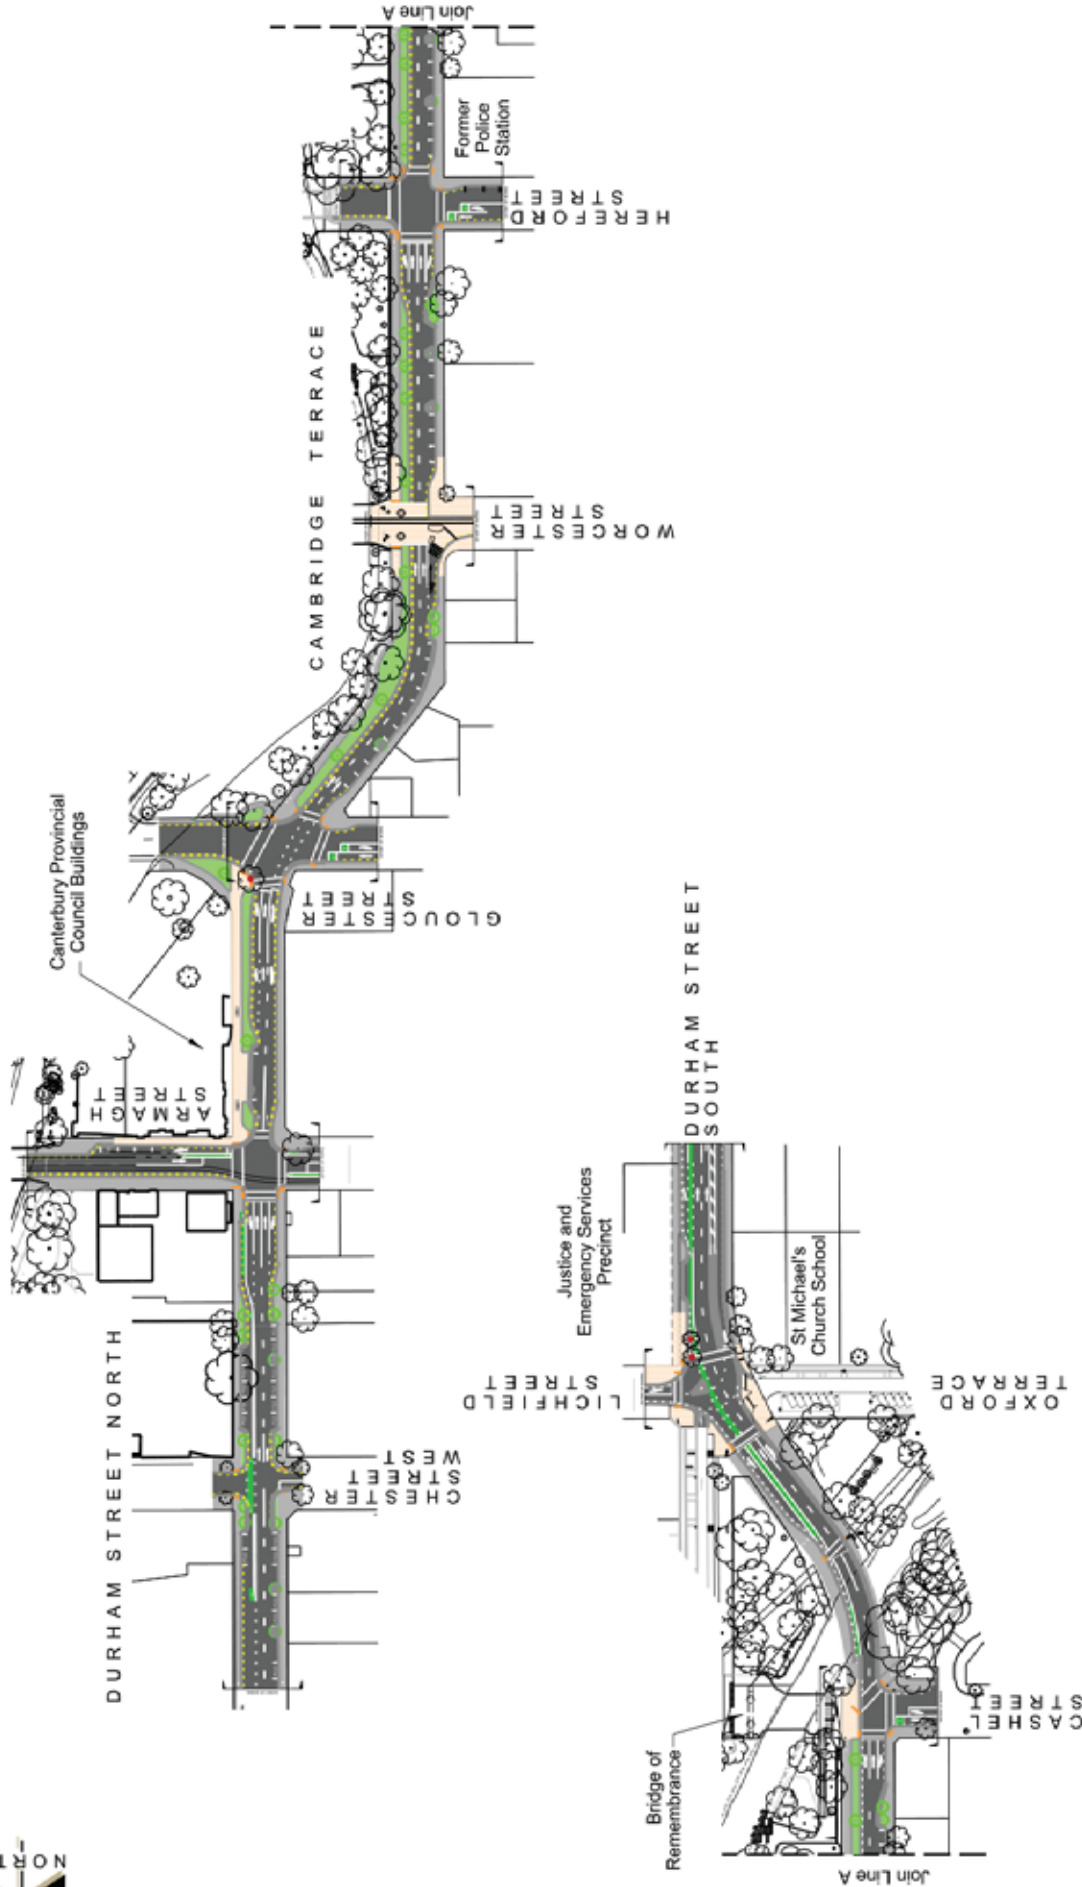 Join Line A
Former
Police
Station
HEREFORD
STREET
CAMBRIDGE TERRACE
WORCESTER
STREET
Canterbury Provincial
Council Buildings
GLOUCESTER
STREET
ARMAGH
STREET
DURHAM STREET NORTH
CHESTER
STREET
WEST
DURHAM STREET
SOUTH
Justice and
Emergency Services
Precinct
St Michael's
Church School
LICHFIELD
STREET
OXFORD
TERRACE
Bridge of
Remembrance
CASHEL
STREET
Join Line A
NORT